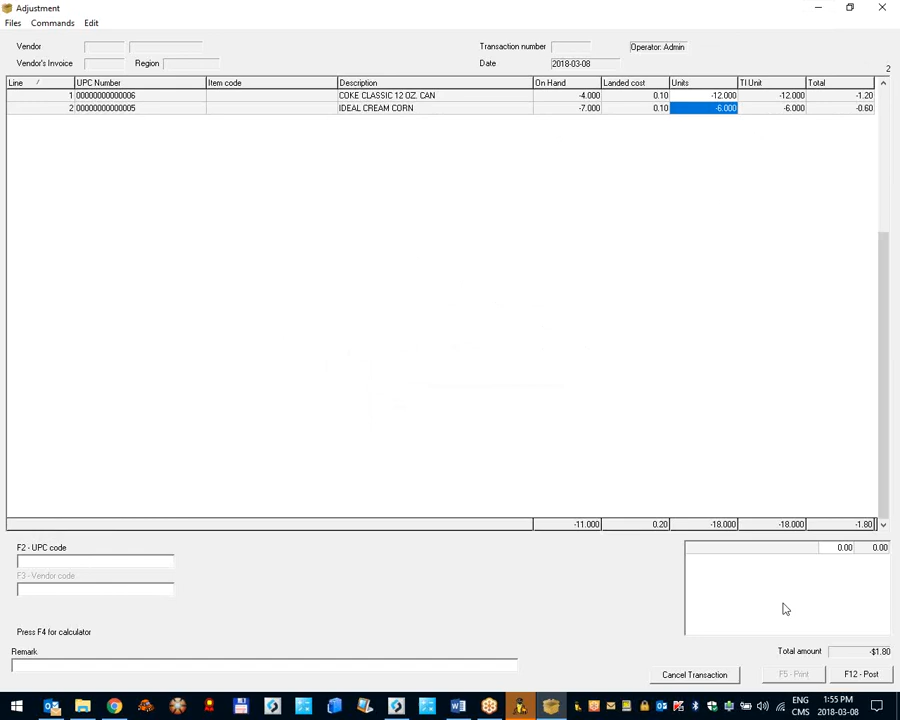 Adjustment
Files Commands Edit
Vendor Transaction number Operator: Admin
Vendor's Invoice Region Date 2018-03-08
2
Line / UPC Number Item code Description On Hand Landed cost Units TI Unit Total
1 00000000000006 COKE CLASSIC 12 OZ. CAN -4.000 0.10 -12.000 -12.000 -1.20
2 00000000000005 IDEAL CREAM CORN -7.000 0.10 -6.000 -6.000 -0.60
-11.000 0.20 -18.000 -18.000 -1.80
F2 - UPC code 0.00 0.00
F3 - Vendor code
Press F4 for calculator
Remark Total amount -$1.80
Cancel Transaction F5 - Print F12 - Post
ENG 1:55 PM
CMS 2018-03-08